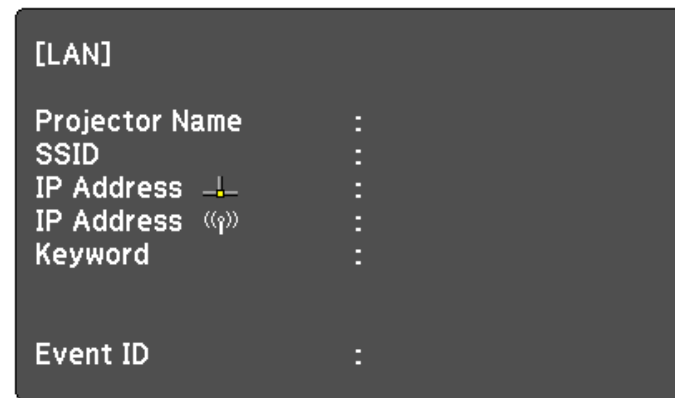 [LAN]
Projector Name :
SSID :
IP Address :
IP Address :
Keyword :
Event ID :